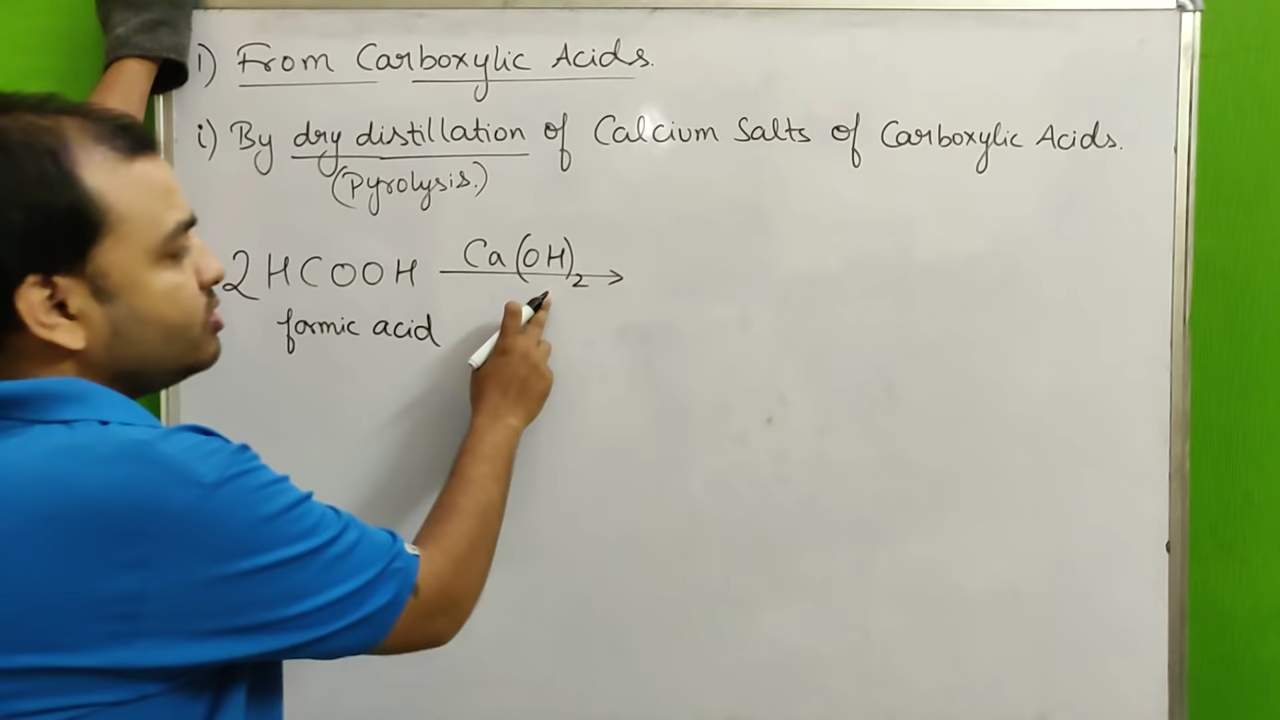 1) From Carboxylic Acids.
i) By dry distillation of Calcium Salts of Carboxylic Acids.
(Pyrolysis.)
2HCOOH Ca(OH)₂ →
formic acid